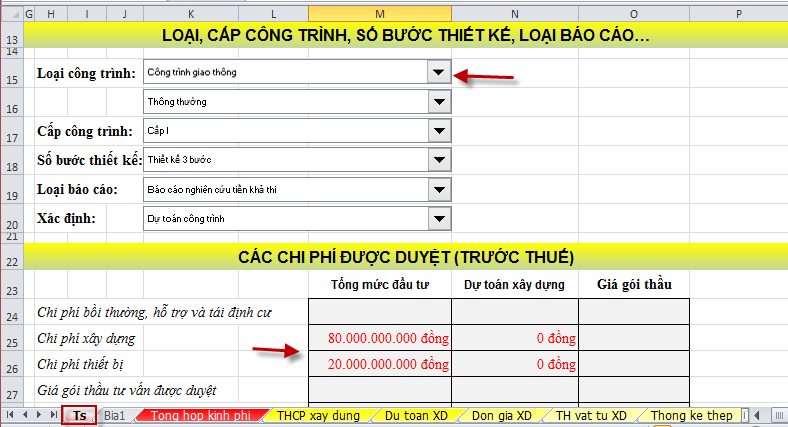 G H I J K L M N O P
13 LOẠI, CẤP CÔNG TRÌNH, SỐ BƯỚC THIẾT KẾ, LOẠI BÁO CÁO...
14
15 Loại công trình: Công trình giao thông
16 Thông thường
17 Cấp công trình: Cấp I
18 Số bước thiết kế: Thiết kế 3 bước
19 Loại báo cáo: Báo cáo nghiên cứu tiền khả thi
20 Xác định: Dự toán công trình
21
22 CÁC CHI PHÍ ĐƯỢC DUYỆT (TRƯỚC THUẾ)
23 Tổng mức đầu tư Dự toán xây dựng Giá gói thầu
24 Chi phí bồi thường, hỗ trợ và tái định cư
25 Chi phí xây dựng 80.000.000.000 đồng 0 đồng
26 Chi phí thiết bị 20.000.000.000 đồng 0 đồng
27 Giá gói thầu tư vấn được duyệt
Ts Bia1 Tong hop kinh phi THCP xay dung Du toan XD Don gia XD TH vat tu XD Thong ke thep